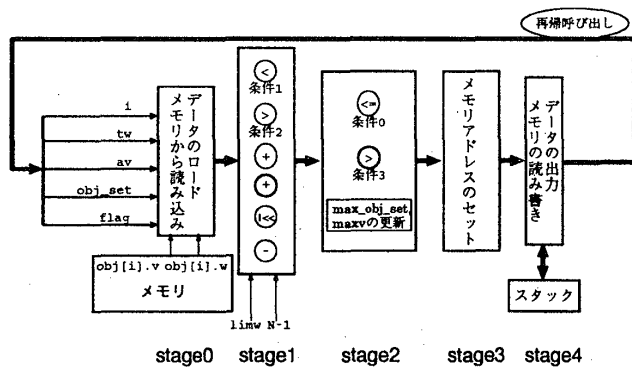 再帰呼び出し
i
tw
av
obj_set
flag
データのロード
メモリから読み込み
obj[i].v obj[i].w
メモリ
<
条件1
>
条件2
+
+
|<<
-
limw N-1
<=
条件0
>
条件3
max_obj_set,
maxvの更新
メモリアドレスのセット
データの出力
メモリの読み書き
スタック
stage0
stage1
stage2
stage3
stage4